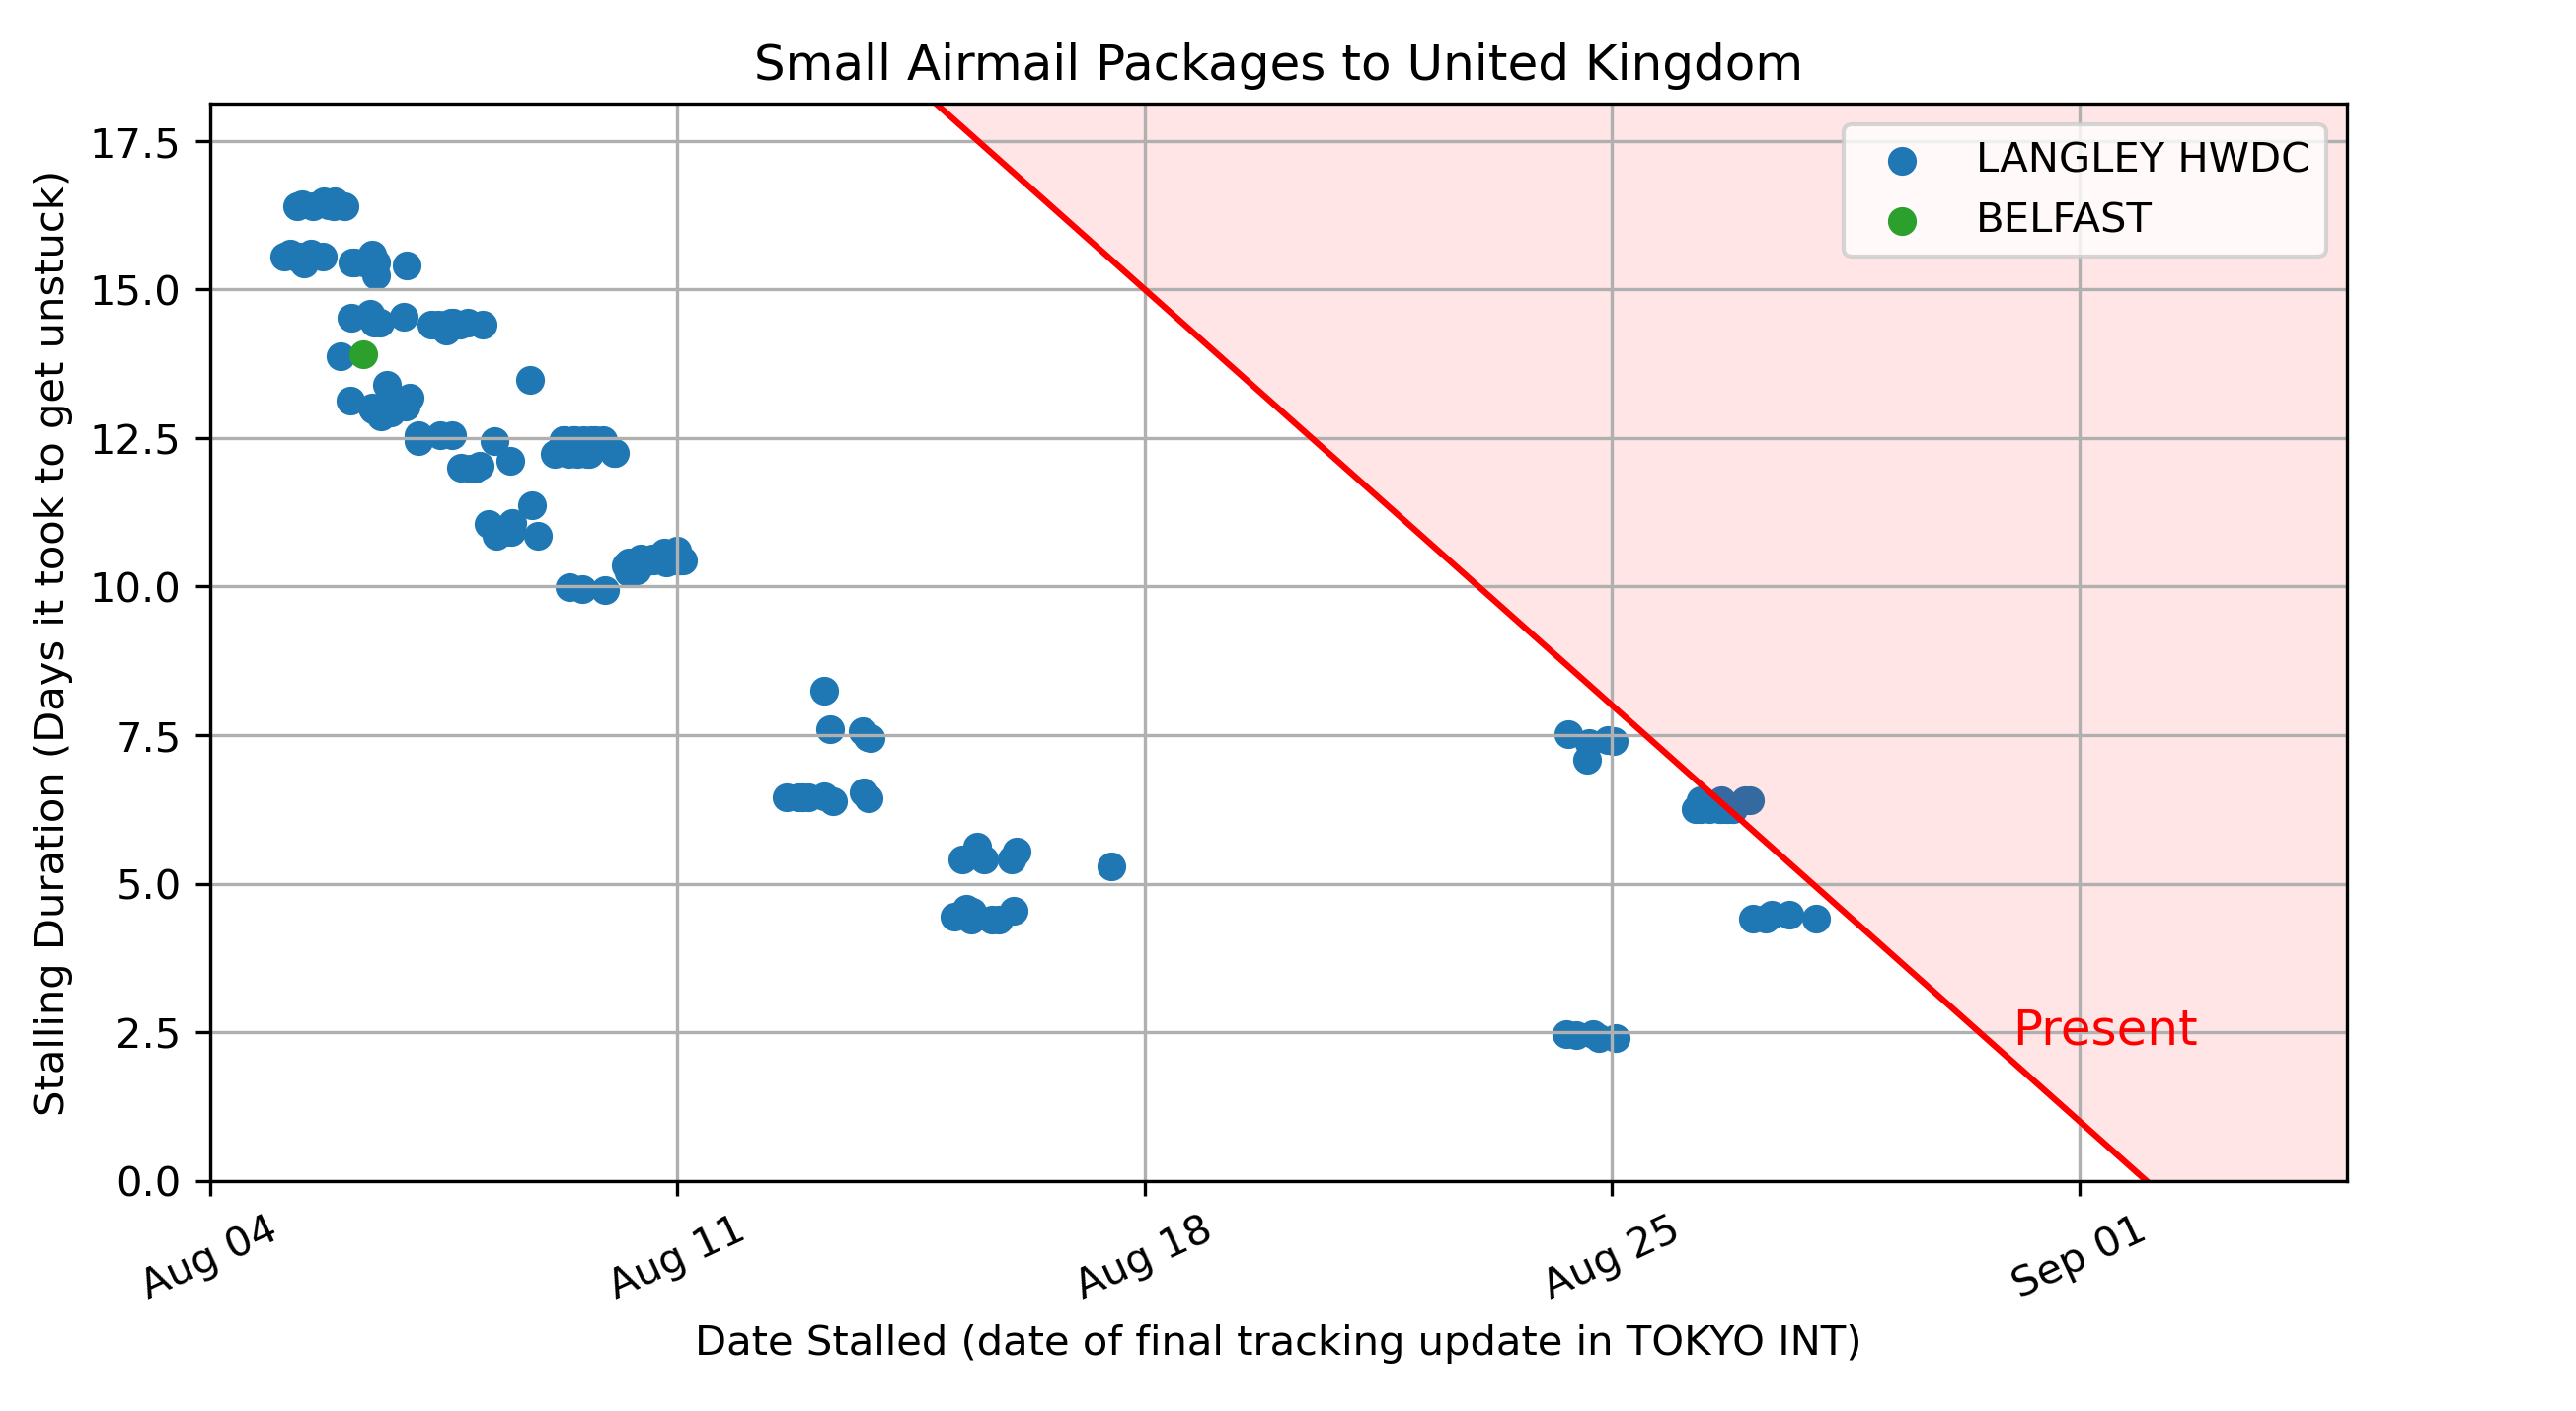 Small Airmail Packages to United Kingdom
LANGLEY HWDC
BELFAST
17.5
15.0
12.5
10.0
7.5
5.0
2.5
0.0
Stalling Duration (Days it took to get unstuck)
Present
Aug 04
Aug 11
Aug 18
Aug 25
Sep 01
Date Stalled (date of final tracking update in TOKYO INT)